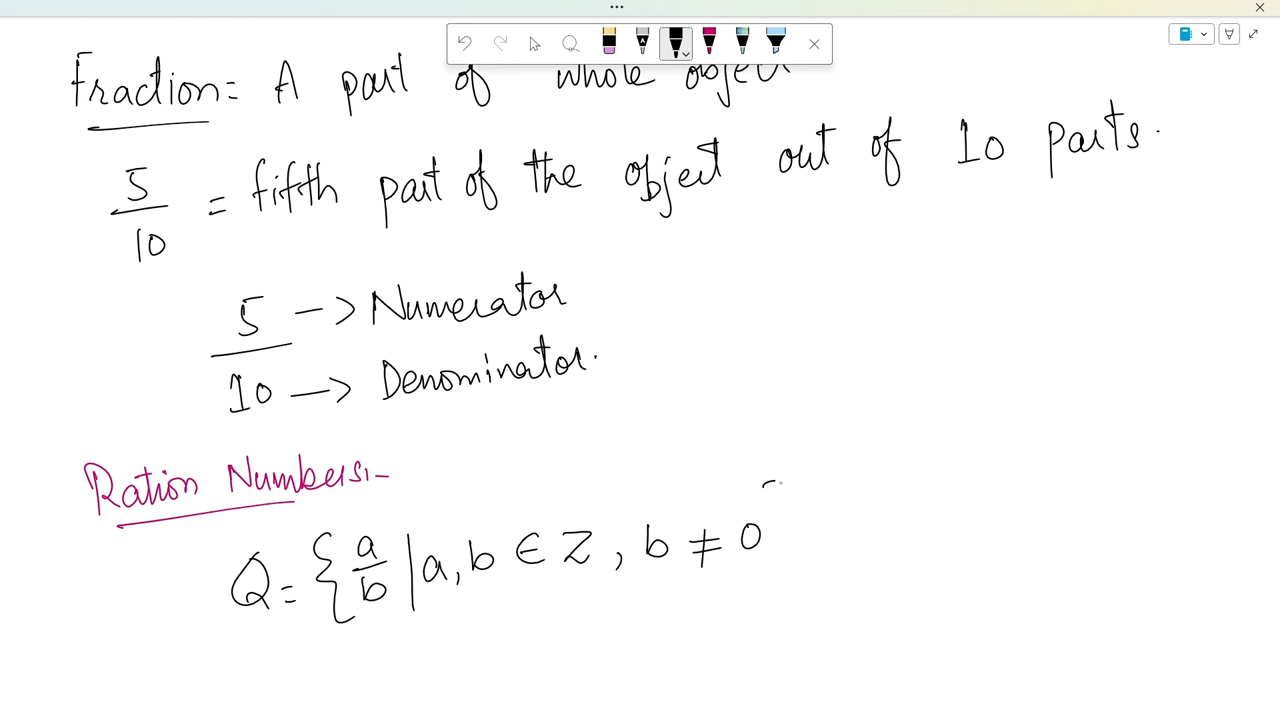 Fraction= A part of whole object
5/10 = fifth part of the object out of 10 parts.
5 -> Numerator
10 -> Denominator.
Ration Numbers:-
Q = { a/b | a, b ∈ Z , b ≠ 0